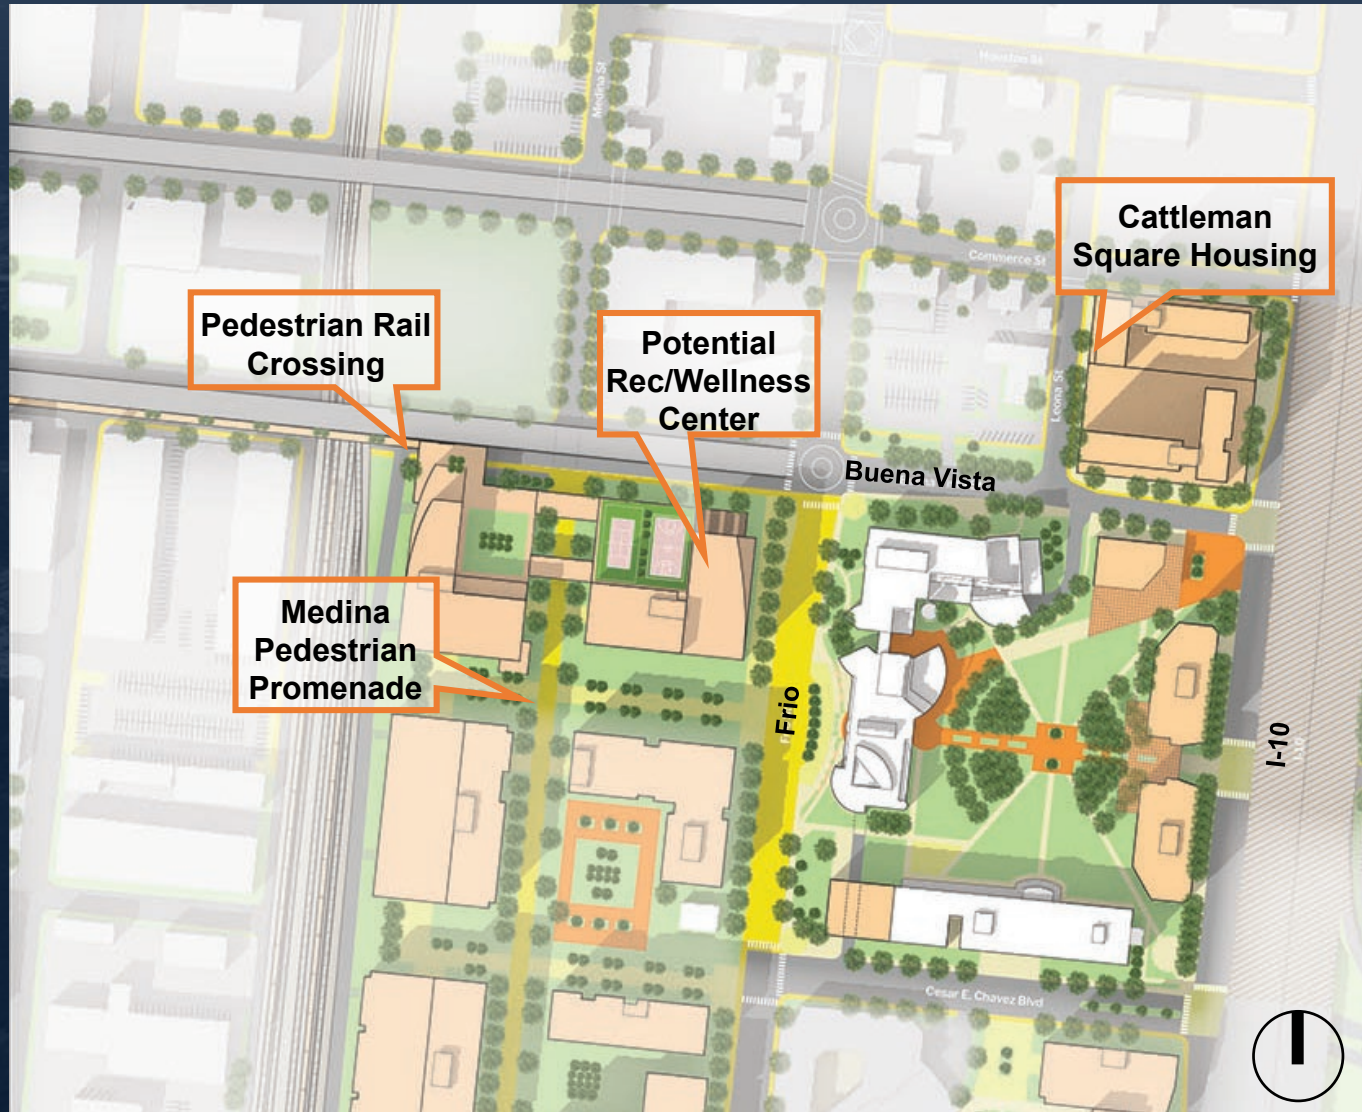 Houston St
Medina St
Cattleman
Square Housing
Commerce St
Pedestrian Rail
Crossing
Potential
Rec/Wellness
Center
Leona St
Buena Vista
Medina
Pedestrian
Promenade
Frio
I-10
Cesar E. Chavez Blvd